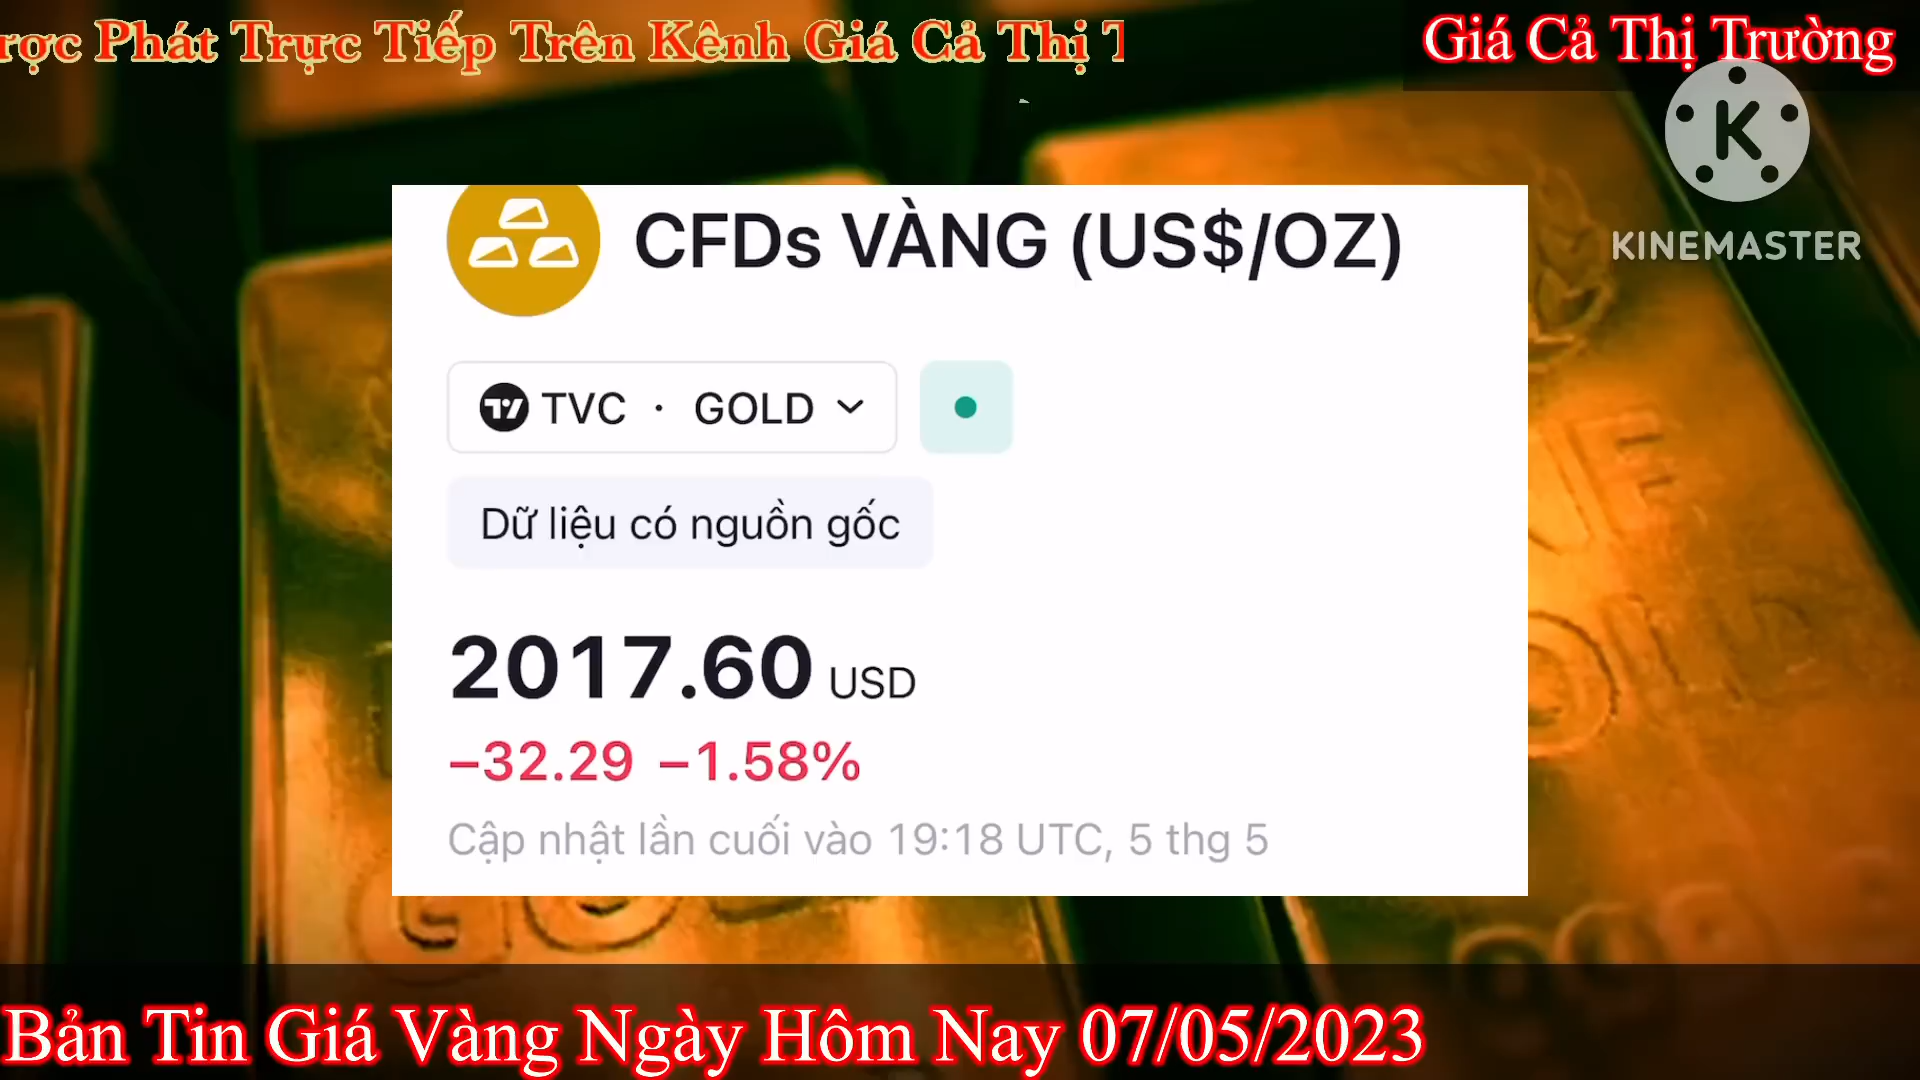 ược Phát Trực Tiếp Trên Kênh Giá Cả Thị T
Giá Cả Thị Trường
K
KINEMASTER
CFDs VÀNG (US$/OZ)
TVC · GOLD
Dữ liệu có nguồn gốc
2017.60 USD
−32.29 −1.58%
Cập nhật lần cuối vào 19:18 UTC, 5 thg 5
Bản Tin Giá Vàng Ngày Hôm Nay 07/05/2023